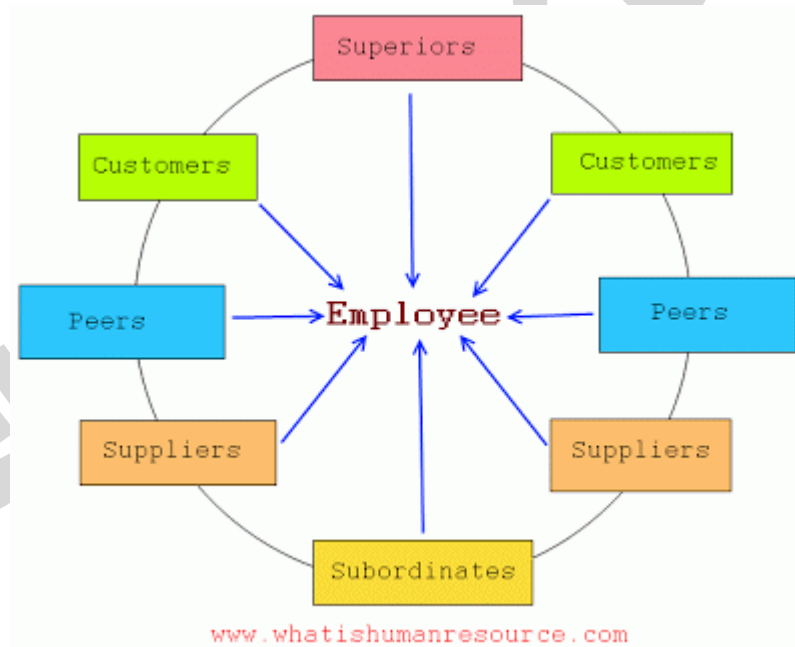 Superiors
Customers
Customers
Peers
Employee
Peers
Suppliers
Suppliers
Subordinates
www.whatishumanresource.com